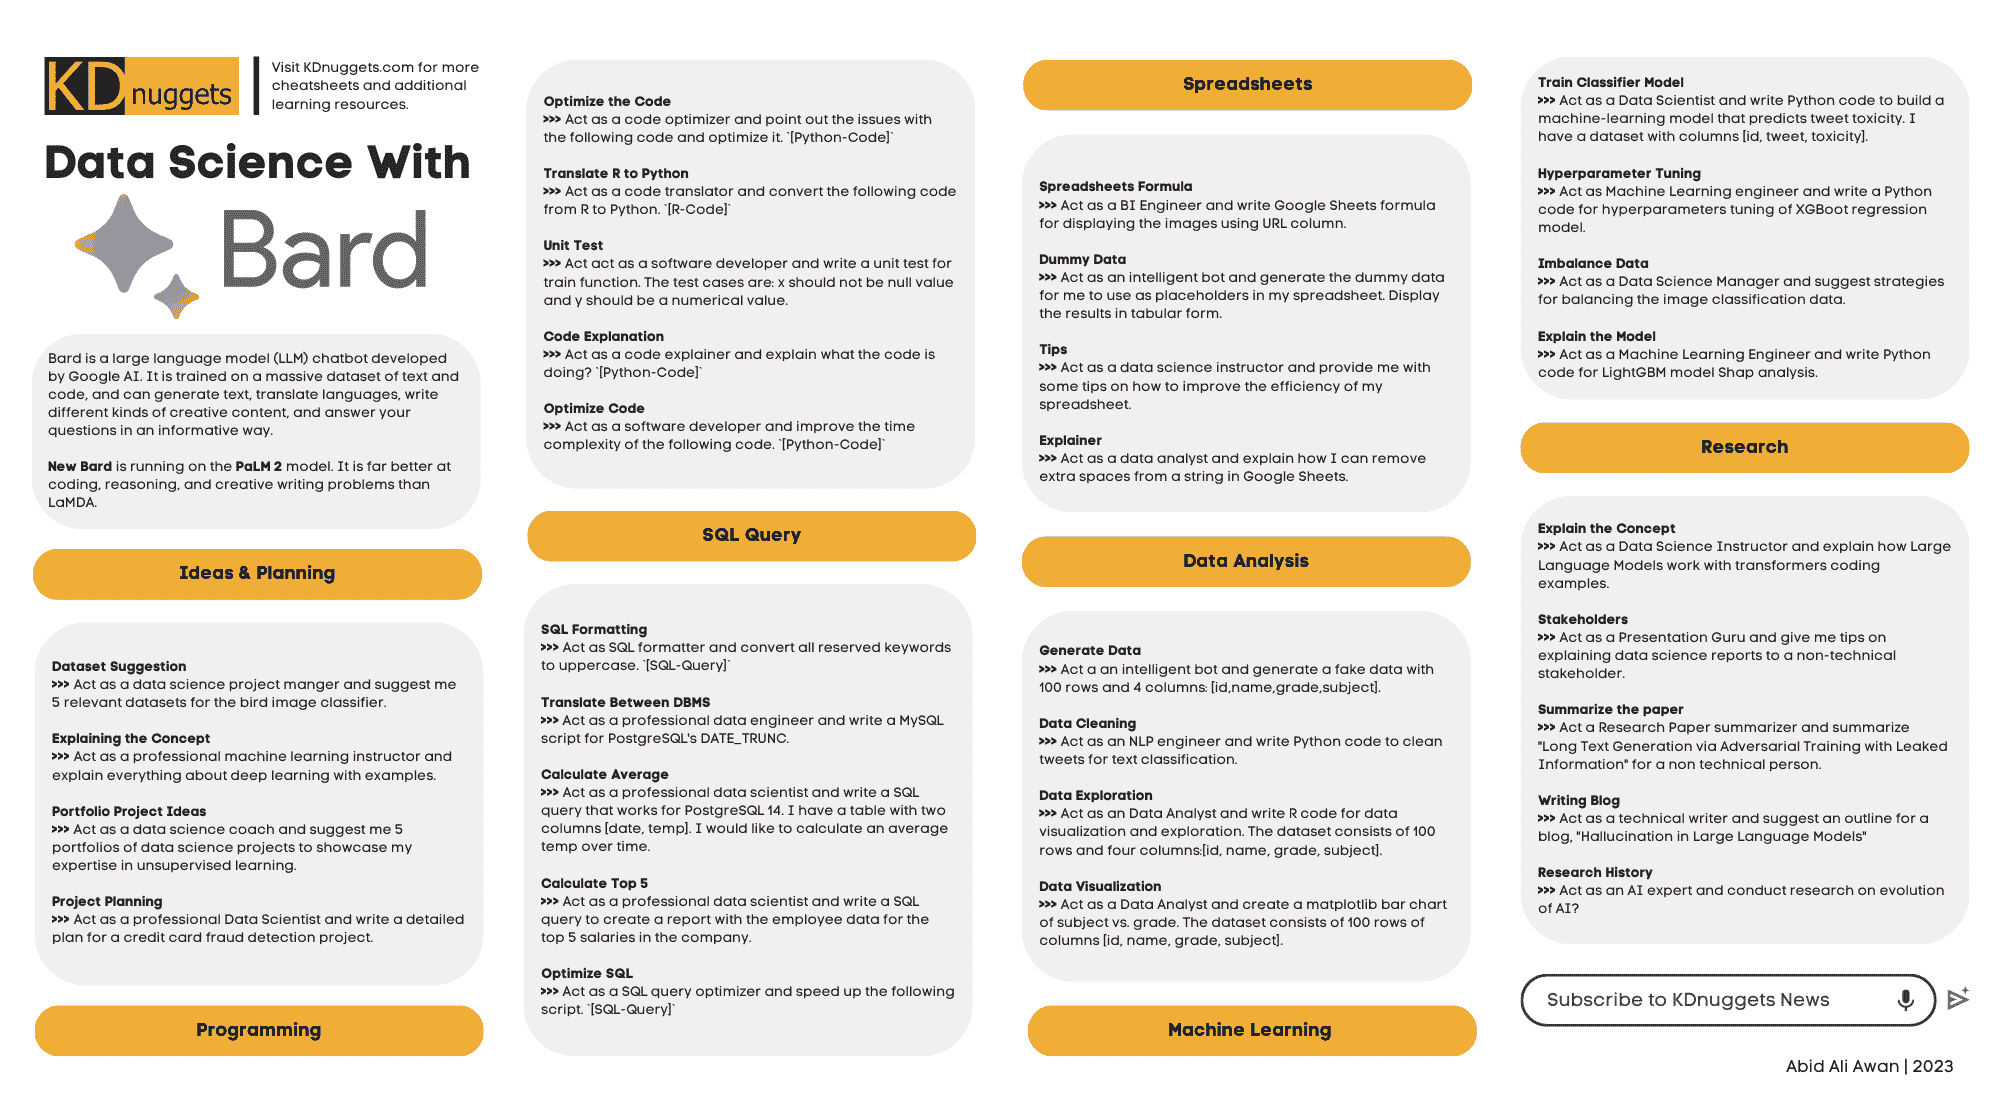 KDnuggets
Visit KDnuggets.com for more
cheatsheets and additional
learning resources.
Data Science With
Bard
Bard is a large language model (LLM) chatbot developed
by Google AI. It is trained on a massive dataset of text and
code, and can generate text, translate languages, write
different kinds of creative content, and answer your
questions in an informative way.
New Bard is running on the PaLM 2 model. It is far better at
coding, reasoning, and creative writing problems than
LaMDA.
Ideas & Planning
Dataset Suggestion
>>> Act as a data science project manger and suggest me
5 relevant datasets for the bird image classifier.
Explaining the Concept
>>> Act as a professional machine learning instructor and
explain everything about deep learning with examples.
Portfolio Project Ideas
>>> Act as a data science coach and suggest me 5
portfolios of data science projects to showcase my
expertise in unsupervised learning.
Project Planning
>>> Act as a professional Data Scientist and write a detailed
plan for a credit card fraud detection project.
Programming
Optimize the Code
>>> Act as a code optimizer and point out the issues with
the following code and optimize it. `[Python-Code]`
Translate R to Python
>>> Act as a code translator and convert the following code
from R to Python. `[R-Code]`
Unit Test
>>> Act act as a software developer and write a unit test for
train function. The test cases are: x should not be null value
and y should be a numerical value.
Code Explanation
>>> Act as a code explainer and explain what the code is
doing? `[Python-Code]`
Optimize Code
>>> Act as a software developer and improve the time
complexity of the following code. `[Python-Code]`
SQL Query
SQL Formatting
>>> Act as SQL formatter and convert all reserved keywords
to uppercase. `[SQL-Query]`
Translate Between DBMS
>>> Act as a professional data engineer and write a MySQL
script for PostgreSQL's DATE_TRUNC.
Calculate Average
>>> Act as a professional data scientist and write a SQL
query that works for PostgreSQL 14. I have a table with two
columns [date, temp]. I would like to calculate an average
temp over time.
Calculate Top 5
>>> Act as a professional data scientist and write a SQL
query to create a report with the employee data for the
top 5 salaries in the company.
Optimize SQL
>>> Act as a SQL query optimizer and speed up the following
script. `[SQL-Query]`
Spreadsheets
Spreadsheets Formula
>>> Act as a BI Engineer and write Google Sheets formula
for displaying the images using URL column.
Dummy Data
>>> Act as an intelligent bot and generate the dummy data
for me to use as placeholders in my spreadsheet. Display
the results in tabular form.
Tips
>>> Act as a data science instructor and provide me with
some tips on how to improve the efficiency of my
spreadsheet.
Explainer
>>> Act as a data analyst and explain how I can remove
extra spaces from a string in Google Sheets.
Data Analysis
Generate Data
>>> Act a an intelligent bot and generate a fake data with
100 rows and 4 columns: [id,name,grade,subject].
Data Cleaning
>>> Act as an NLP engineer and write Python code to clean
tweets for text classification.
Data Exploration
>>> Act as an Data Analyst and write R code for data
visualization and exploration. The dataset consists of 100
rows and four columns:[id, name, grade, subject].
Data Visualization
>>> Act as a Data Analyst and create a matplotlib bar chart
of subject vs. grade. The dataset consists of 100 rows of
columns [id, name, grade, subject].
Machine Learning
Train Classifier Model
>>> Act as a Data Scientist and write Python code to build a
machine-learning model that predicts tweet toxicity. I
have a dataset with columns [id, tweet, toxicity].
Hyperparameter Tuning
>>> Act as Machine Learning engineer and write a Python
code for hyperparameters tuning of XGBoot regression
model.
Imbalance Data
>>> Act as a Data Science Manager and suggest strategies
for balancing the image classification data.
Explain the Model
>>> Act as a Machine Learning Engineer and write Python
code for LightGBM model Shap analysis.
Research
Explain the Concept
>>> Act as a Data Science Instructor and explain how Large
Language Models work with transformers coding
examples.
Stakeholders
>>> Act as a Presentation Guru and give me tips on
explaining data science reports to a non-technical
stakeholder.
Summarize the paper
>>> Act a Research Paper summarizer and summarize
"Long Text Generation via Adversarial Training with Leaked
Information" for a non technical person.
Writing Blog
>>> Act as a technical writer and suggest an outline for a
blog, "Hallucination in Large Language Models"
Research History
>>> Act as an AI expert and conduct research on evolution
of AI?
Subscribe to KDnuggets News
Abid Ali Awan | 2023